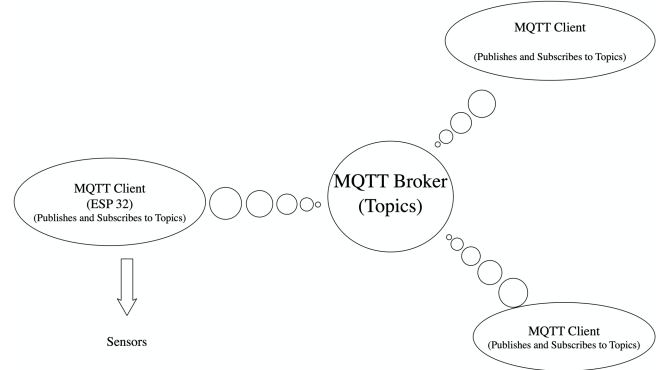 MQTT Client
(Publishes and Subscribes to Topics)
MQTT Broker
(Topics)
MQTT Client
(ESP 32)
(Publishes and Subscribes to Topics)
Sensors
MQTT Client
(Publishes and Subscribes to Topics)